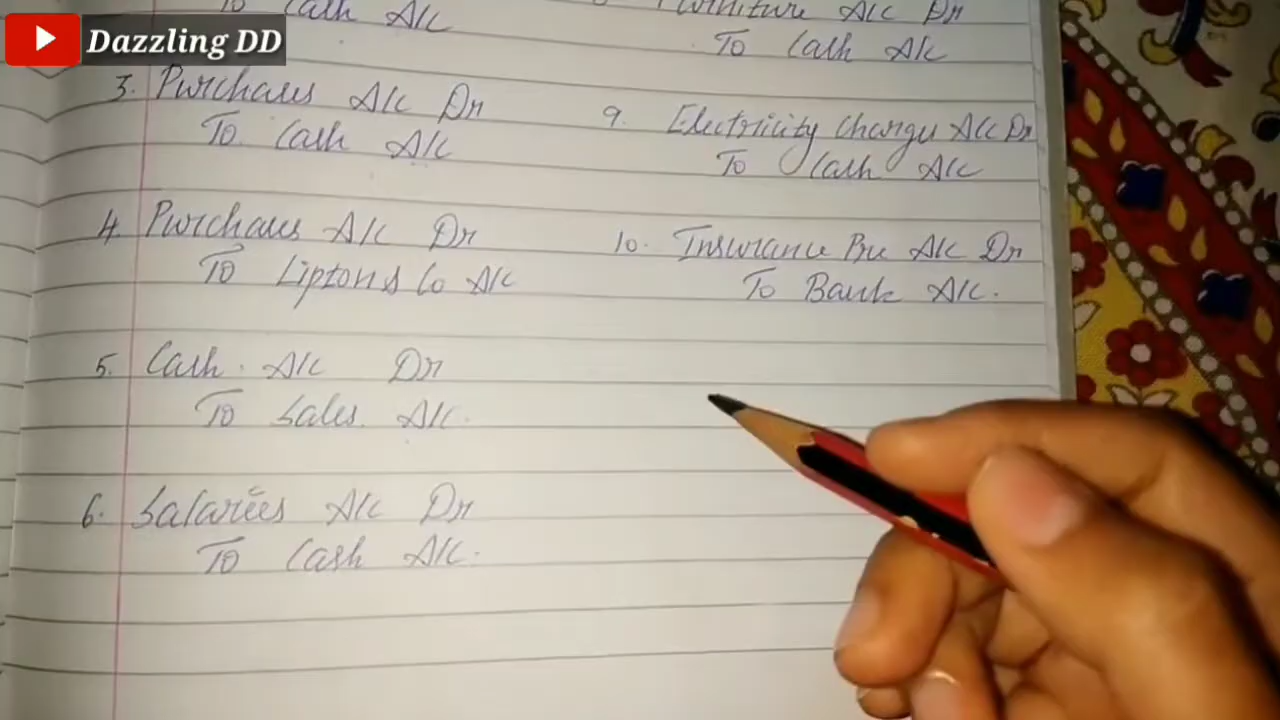 Dazzling DD
To Cash A/c
3. Purchases A/c Dr
To Cash A/c
4. Purchases A/c Dr
To Liptons Co A/c
5. Cash A/c Dr
To Sales A/c.
6. Salaries A/c Dr
To Cash A/c.
Furniture A/c Dr
To Cash A/c
9. Electricity Charges A/c Dr
To Cash A/c
10. Insurance Pre A/c Dr
To Bank A/c.